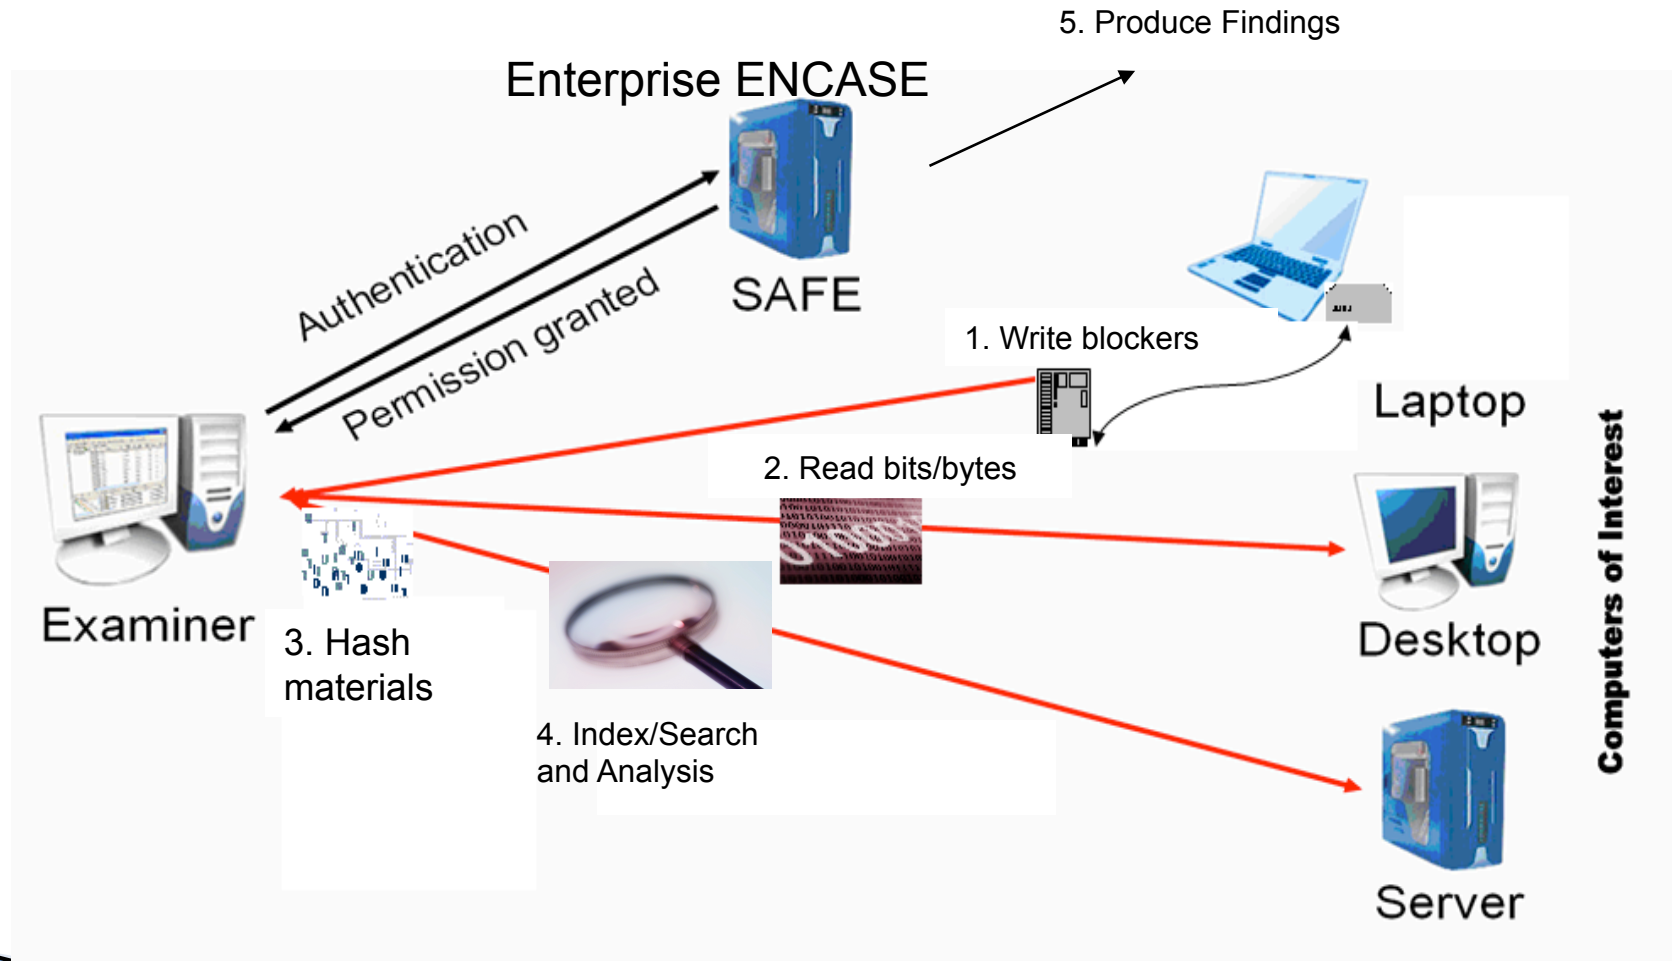 5. Produce Findings
Enterprise ENCASE
Authentication
Permission granted
SAFE
1. Write blockers
Laptop
2. Read bits/bytes
Examiner
3. Hash
materials
Desktop
4. Index/Search
and Analysis
Server
Computers of Interest